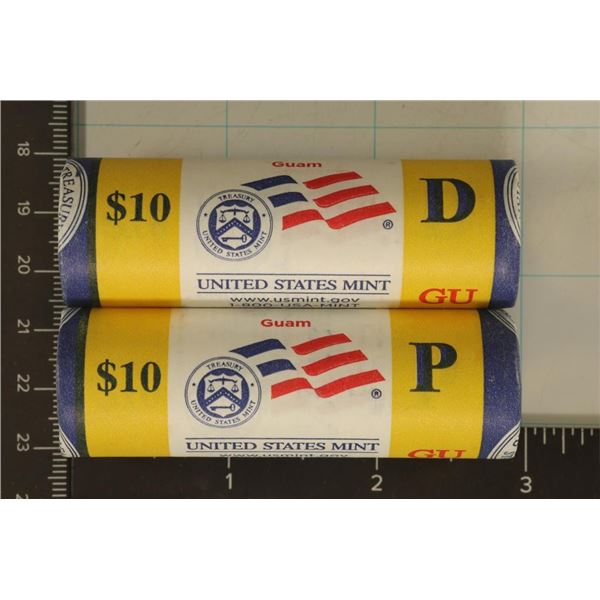 Guam
$10
TREASURY
UNITED STATES MINT
®
D
UNITED STATES MINT
www.usmint.gov
1-800-USA-MINT
GU
TREASURY
Guam
$10
TREASURY
UNITED STATES MINT
®
P
UNITED STATES MINT
www.usmint.gov
GU
18
19
20
21
22
23
1
2
3